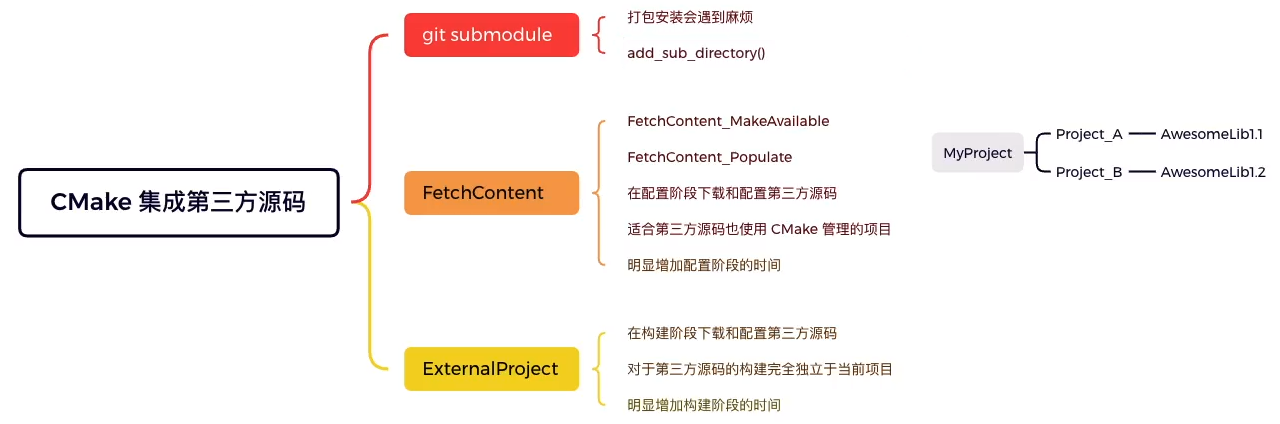 CMake 集成第三方源码
git submodule
打包安装会遇到麻烦
add_sub_directory()
FetchContent
FetchContent_MakeAvailable
FetchContent_Populate
在配置阶段下载和配置第三方源码
适合第三方源码也使用 CMake 管理的项目
明显增加配置阶段的时间
ExternalProject
在构建阶段下载和配置第三方源码
对于第三方源码的构建完全独立于当前项目
明显增加构建阶段的时间
MyProject
Project_A
AwesomeLib1.1
Project_B
AwesomeLib1.2